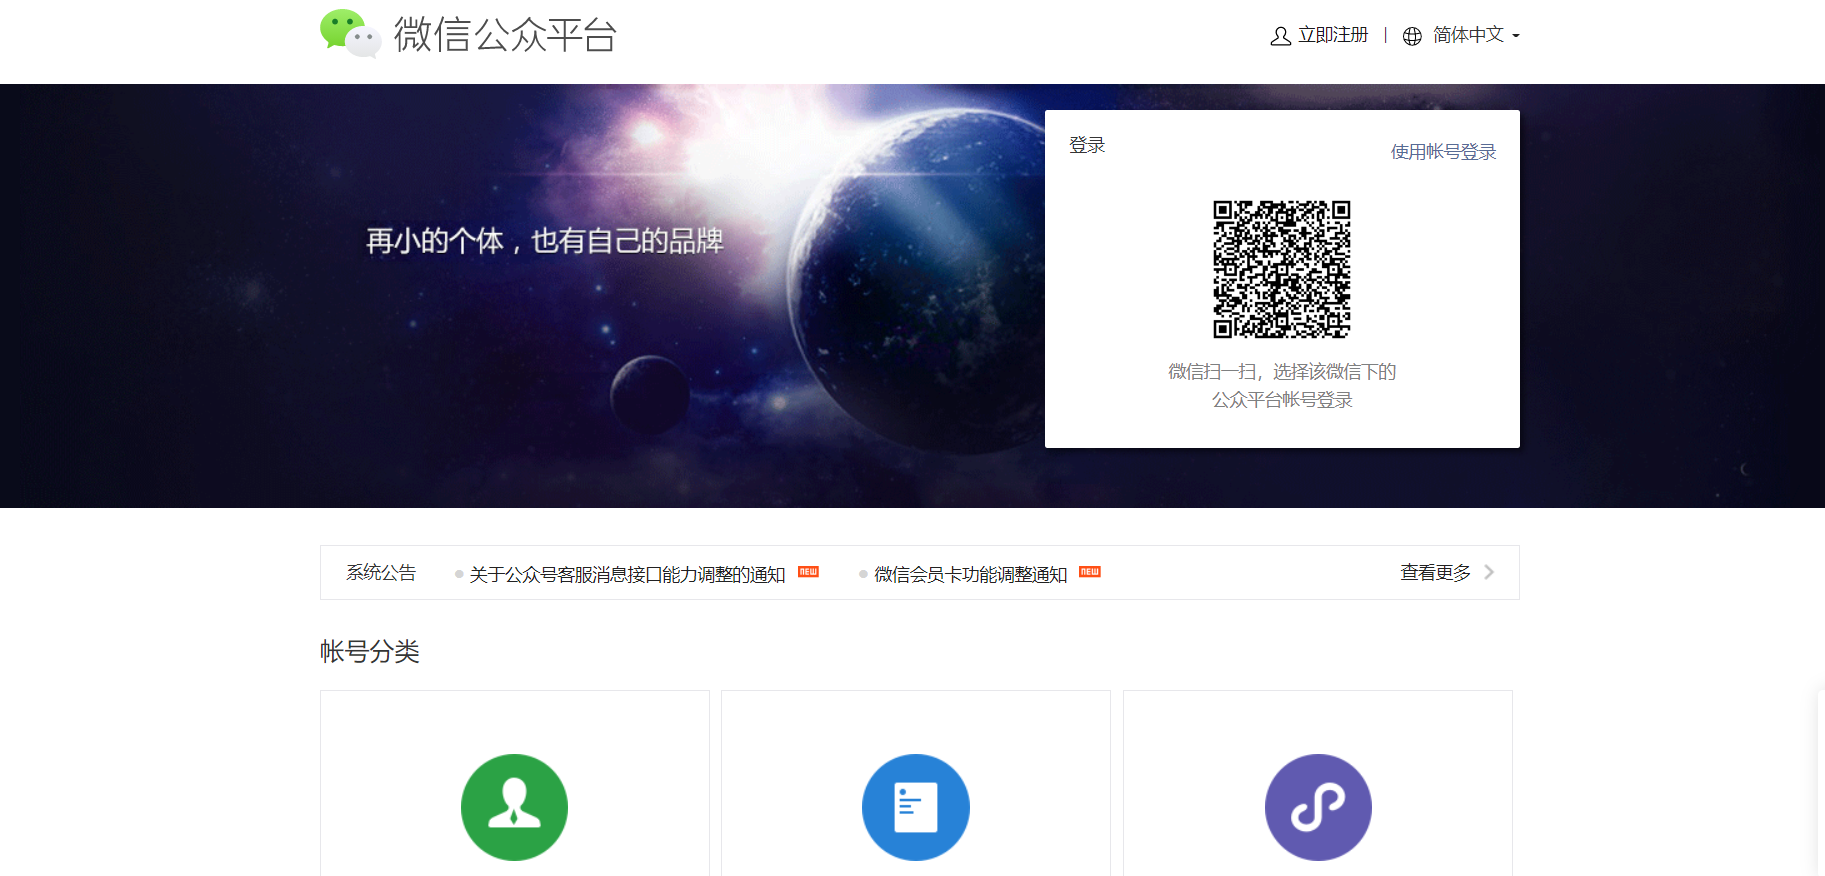 微信公众平台
立即注册 | 简体中文
登录
使用帐号登录
再小的个体，也有自己的品牌
微信扫一扫，选择该微信下的
公众平台帐号登录
系统公告 关于公众号客服消息接口能力调整的通知 NEW 微信会员卡功能调整通知 NEW 查看更多
帐号分类